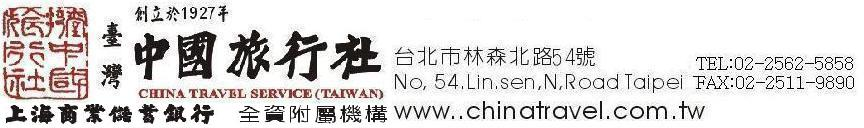 創立於1927年
臺灣
中國旅行社
CHINA TRAVEL SERVICE (TAIWAN)
上海商業儲蓄銀行 全資附屬機構
台北市林森北路54號
No, 54.Lin.sen,N,Road Taipei
TEL:02-2562-5858
FAX:02-2511-9890
www..chinatravel.com.tw